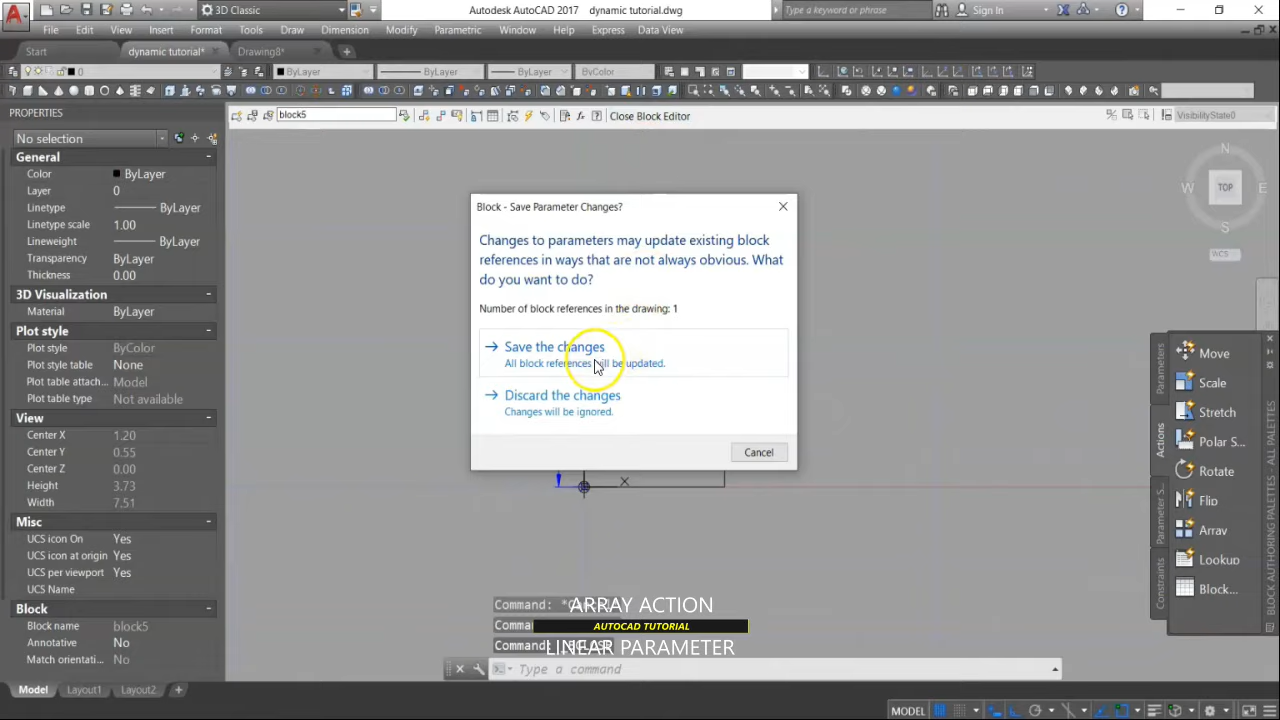 3D Classic
Autodesk AutoCAD 2017 dynamic tutorial.dwg
Type a keyword or phrase
Sign In
File Edit View Insert Format Tools Draw Dimension Modify Parametric Window Help Express Data View
Start
dynamic tutorial*
Drawing8*
0
ByLayer
ByLayer
ByLayer
ByColor
PROPERTIES
block5
Close Block Editor
VisibilityState0
No selection
General
Color ByLayer
Layer 0
Linetype ByLayer
Linetype scale 1.00
Lineweight ByLayer
Transparency ByLayer
Thickness 0.00
3D Visualization
Material ByLayer
Plot style
Plot style ByColor
Plot style table None
Plot table attach... Model
Plot table type Not available
View
Center X 1.20
Center Y 0.55
Center Z 0.00
Height 3.73
Width 7.51
Misc
UCS icon On Yes
UCS icon at origin Yes
UCS per viewport Yes
UCS Name
Block
Block name block5
Annotative No
Match orientati... No
Block - Save Parameter Changes?
Changes to parameters may update existing block
references in ways that are not always obvious. What
do you want to do?
Number of block references in the drawing: 1
Save the changes
All block references will be updated.
Discard the changes
Changes will be ignored.
Cancel
N
W TOP E
S
WCS
X
Parameters
Actions
Parameter S...
Constraints
Move
Scale
Stretch
Polar S...
Rotate
Flip
Array
Lookup
Block...
BLOCK AUTHORING PALETTES - ALL PALETTES
ARRAY ACTION
AUTOCAD TUTORIAL
LINEAR PARAMETER
Type a command
Model Layout1 Layout2
MODEL